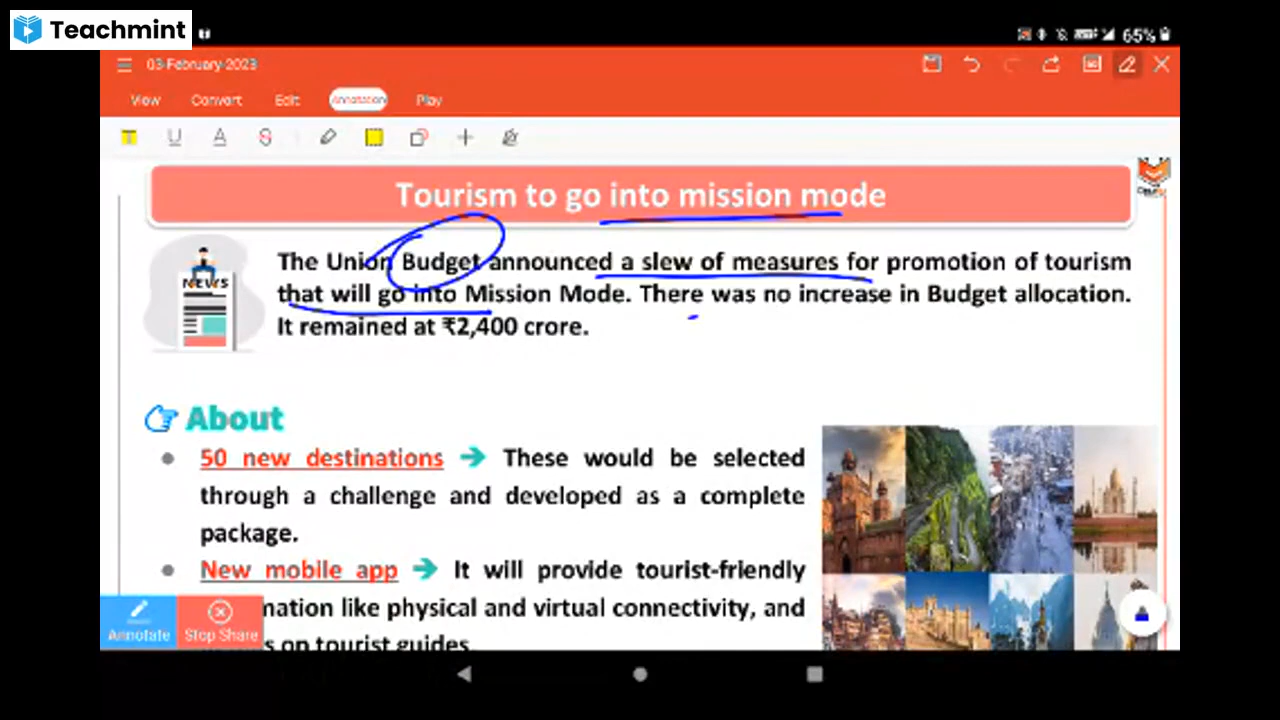 Teachmint
65%
03-February-2023
View Convert Edit Annotation Play
Tourism to go into mission mode
NEWS
The Union Budget announced a slew of measures for promotion of tourism
that will go into Mission Mode. There was no increase in Budget allocation.
It remained at ₹2,400 crore.
About
50 new destinations → These would be selected
through a challenge and developed as a complete
package.
New mobile app → It will provide tourist-friendly
mation like physical and virtual connectivity, and
s on tourist guides.
Annotate Stop Share